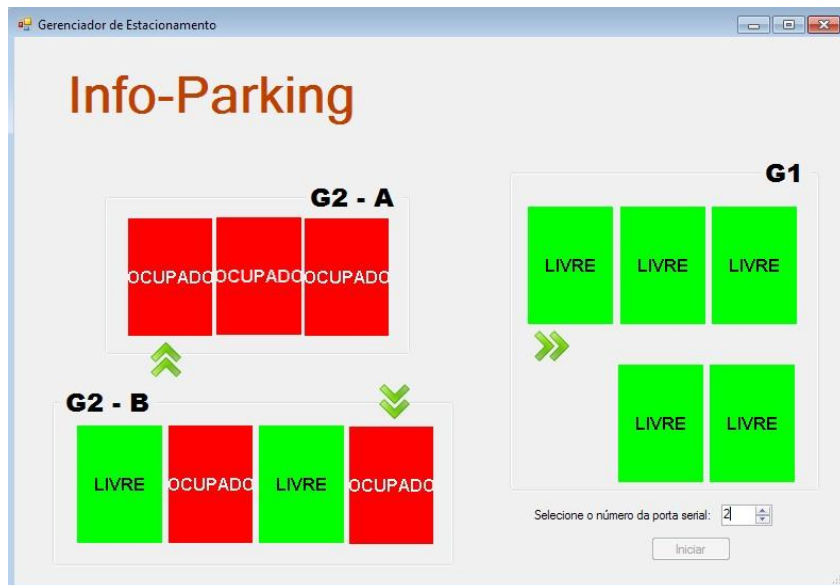 Gerenciador de Estacionamento
Info-Parking
G2 - A
OCUPADO OCUPADO OCUPADO
G2 - B
LIVRE OCUPADO LIVRE OCUPADO
G1
LIVRE LIVRE LIVRE
LIVRE LIVRE
Selecione o número da porta serial: 2
Iniciar